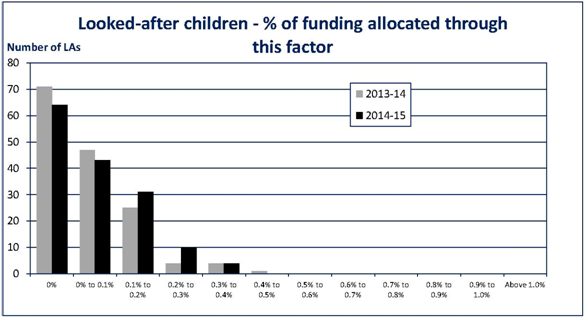 Looked-after children - % of funding allocated through
this factor
Number of LAs
80
70
60
50
40
30
20
10
0
2013-14
2014-15
0%
0% to 0.1%
0.1% to
0.2%
0.2% to
0.3%
0.3% to
0.4%
0.4% to
0.5%
0.5% to
0.6%
0.6% to
0.7%
0.7% to
0.8%
0.8% to
0.9%
0.9% to
1.0%
Above 1.0%